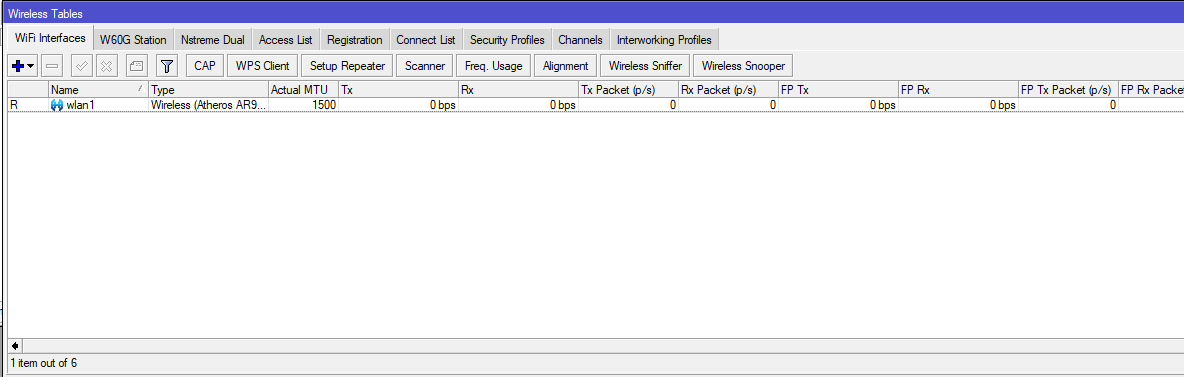 Wireless Tables
WiFi Interfaces W60G Station Nstreme Dual Access List Registration Connect List Security Profiles Channels Interworking Profiles
CAP WPS Client Setup Repeater Scanner Freq. Usage Alignment Wireless Sniffer Wireless Snooper
Name / Type Actual MTU Tx Rx Tx Packet (p/s) Rx Packet (p/s) FP Tx FP Rx FP Tx Packet (p/s) FP Rx Packet
R wlan1 Wireless (Atheros AR9... 1500 0 bps 0 bps 0 0 0 bps 0 bps 0
1 item out of 6